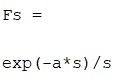 Fs =
exp(-a*s)/s